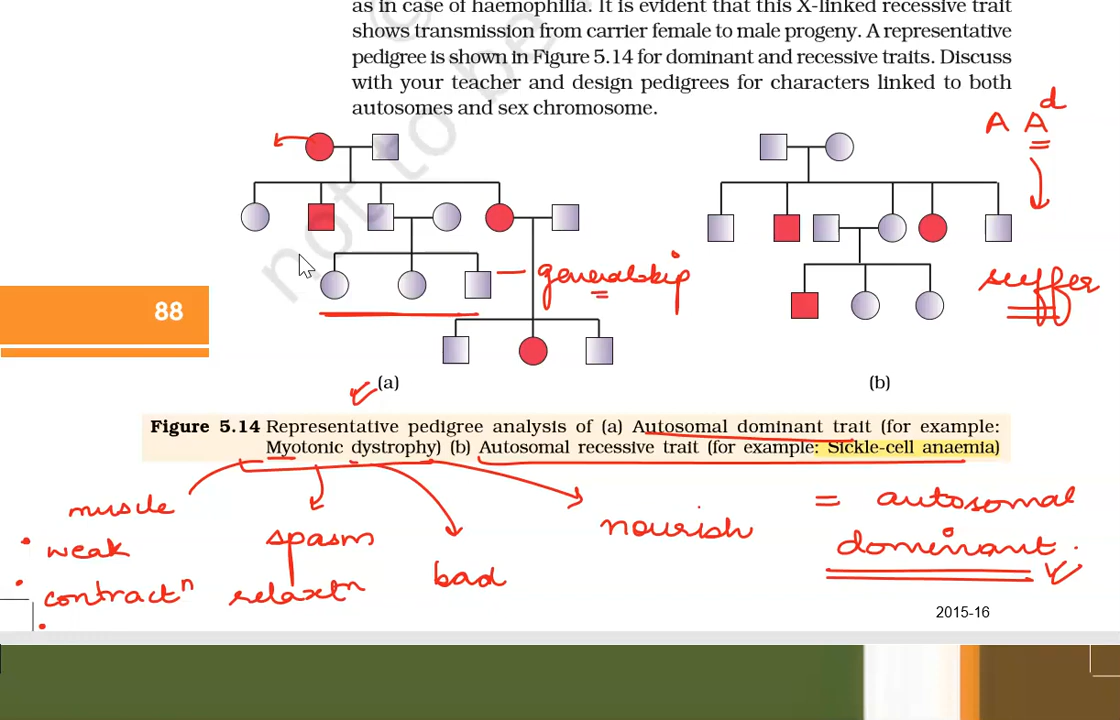 as in case of haemophilia. It is evident that this X-linked recessive trait
shows transmission from carrier female to male progeny. A representative
pedigree is shown in Figure 5.14 for dominant and recessive traits. Discuss
with your teacher and design pedigrees for characters linked to both
autosomes and sex chromosome.
A A d
not to be
generalskip
suffer
88
(a)
(b)
Figure 5.14 Representative pedigree analysis of (a) Autosomal dominant trait (for example:
Myotonic dystrophy) (b) Autosomal recessive trait (for example: Sickle-cell anaemia)
muscle
weak
contractn
spasm
relaxtn
bad
nourish
= autosomal
dominant.
2015-16